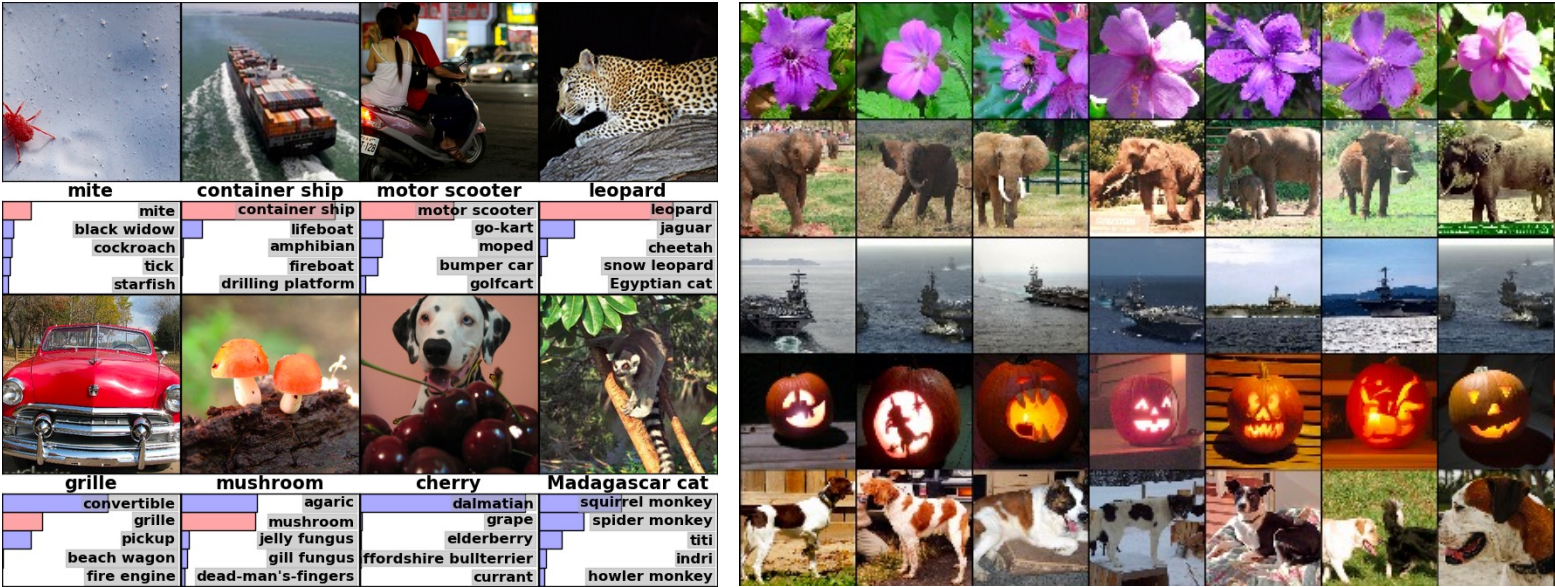 mite container ship motor scooter leopard
mite container ship motor scooter leopard
black widow lifeboat go-kart jaguar
cockroach amphibian moped cheetah
tick fireboat bumper car snow leopard
starfish drilling platform golfcart Egyptian cat
grille mushroom cherry Madagascar cat
convertible agaric dalmatian squirrel monkey
grille mushroom grape spider monkey
pickup jelly fungus elderberry titi
beach wagon gill fungus ffordshire bullterrier indri
fire engine dead-man's-fingers currant howler monkey